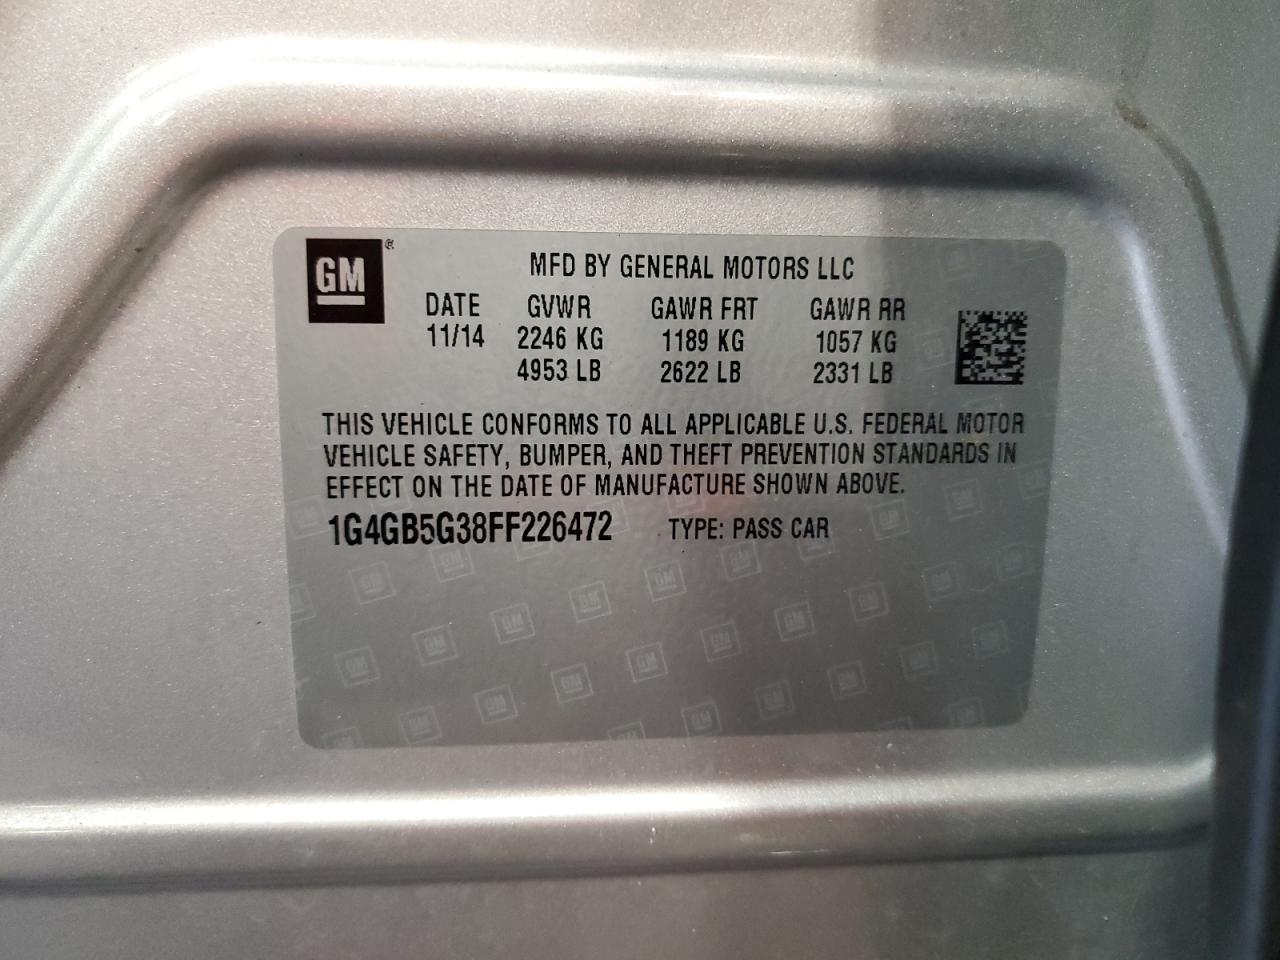 GM ®
MFD BY GENERAL MOTORS LLC
DATE GVWR GAWR FRT GAWR RR
11/14 2246 KG 1189 KG 1057 KG
4953 LB 2622 LB 2331 LB
THIS VEHICLE CONFORMS TO ALL APPLICABLE U.S. FEDERAL MOTOR
VEHICLE SAFETY, BUMPER, AND THEFT PREVENTION STANDARDS IN
EFFECT ON THE DATE OF MANUFACTURE SHOWN ABOVE.
1G4GB5G38FF226472 TYPE: PASS CAR